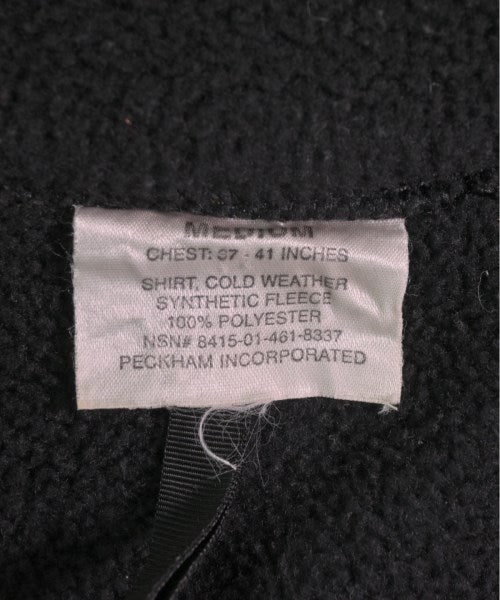 MEDIUM
CHEST: 37 - 41 INCHES
SHIRT, COLD WEATHER
SYNTHETIC FLEECE
100% POLYESTER
NSN# 8415-01-461-8337
PECKHAM INCORPORATED